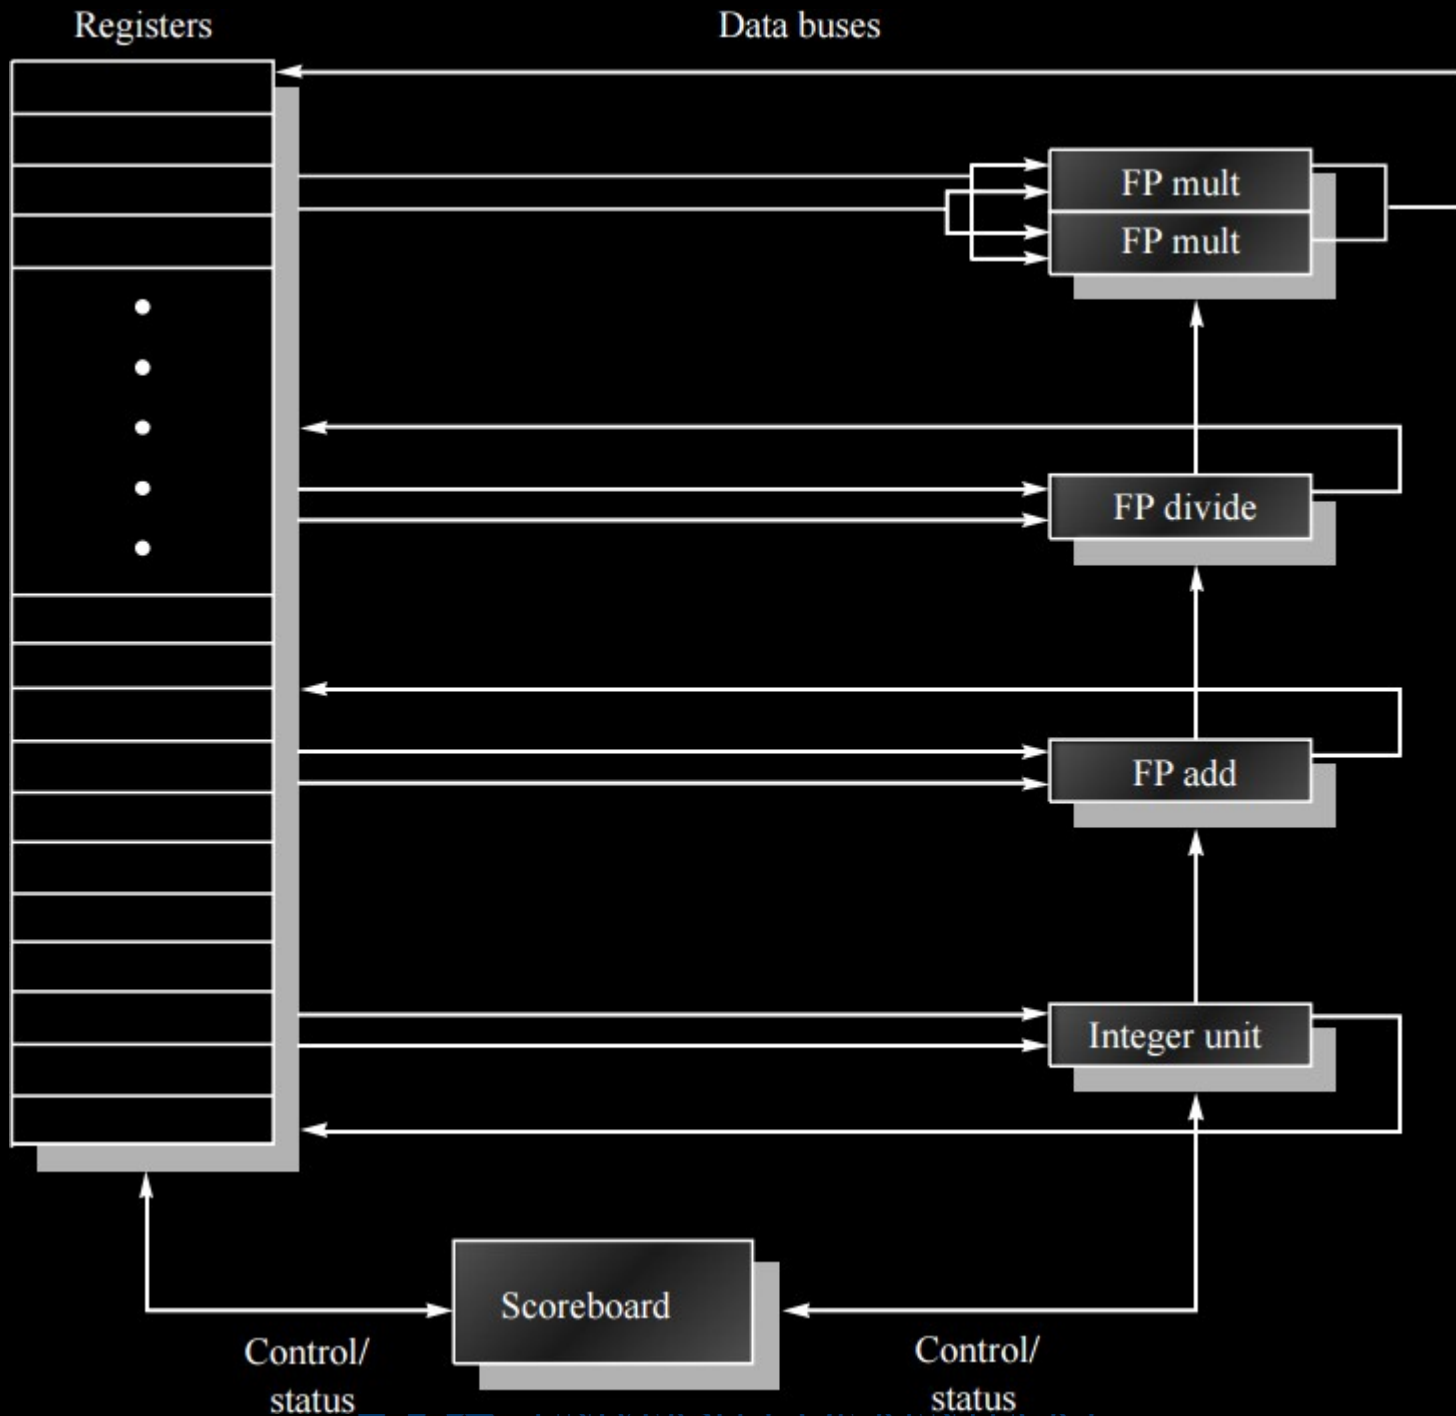 Registers
Data buses
FP mult
FP mult
FP divide
FP add
Integer unit
Scoreboard
Control/
status
Control/
status